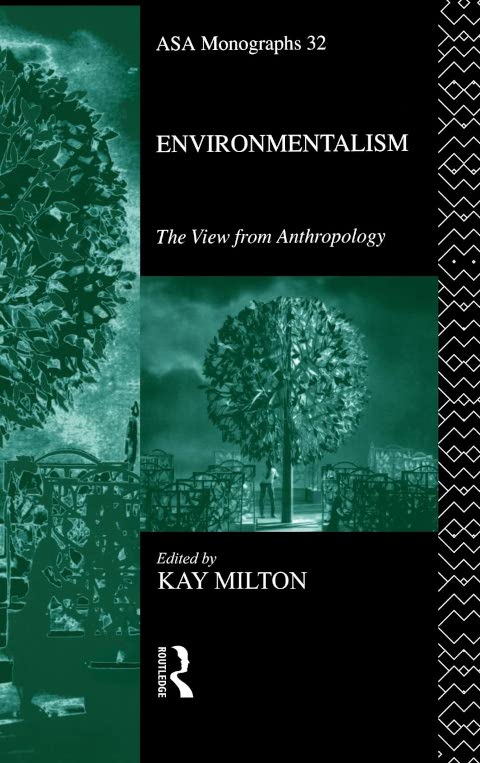 ASA Monographs 32
ENVIRONMENTALISM
The View from Anthropology
Edited by
KAY MILTON
ROUTLEDGE